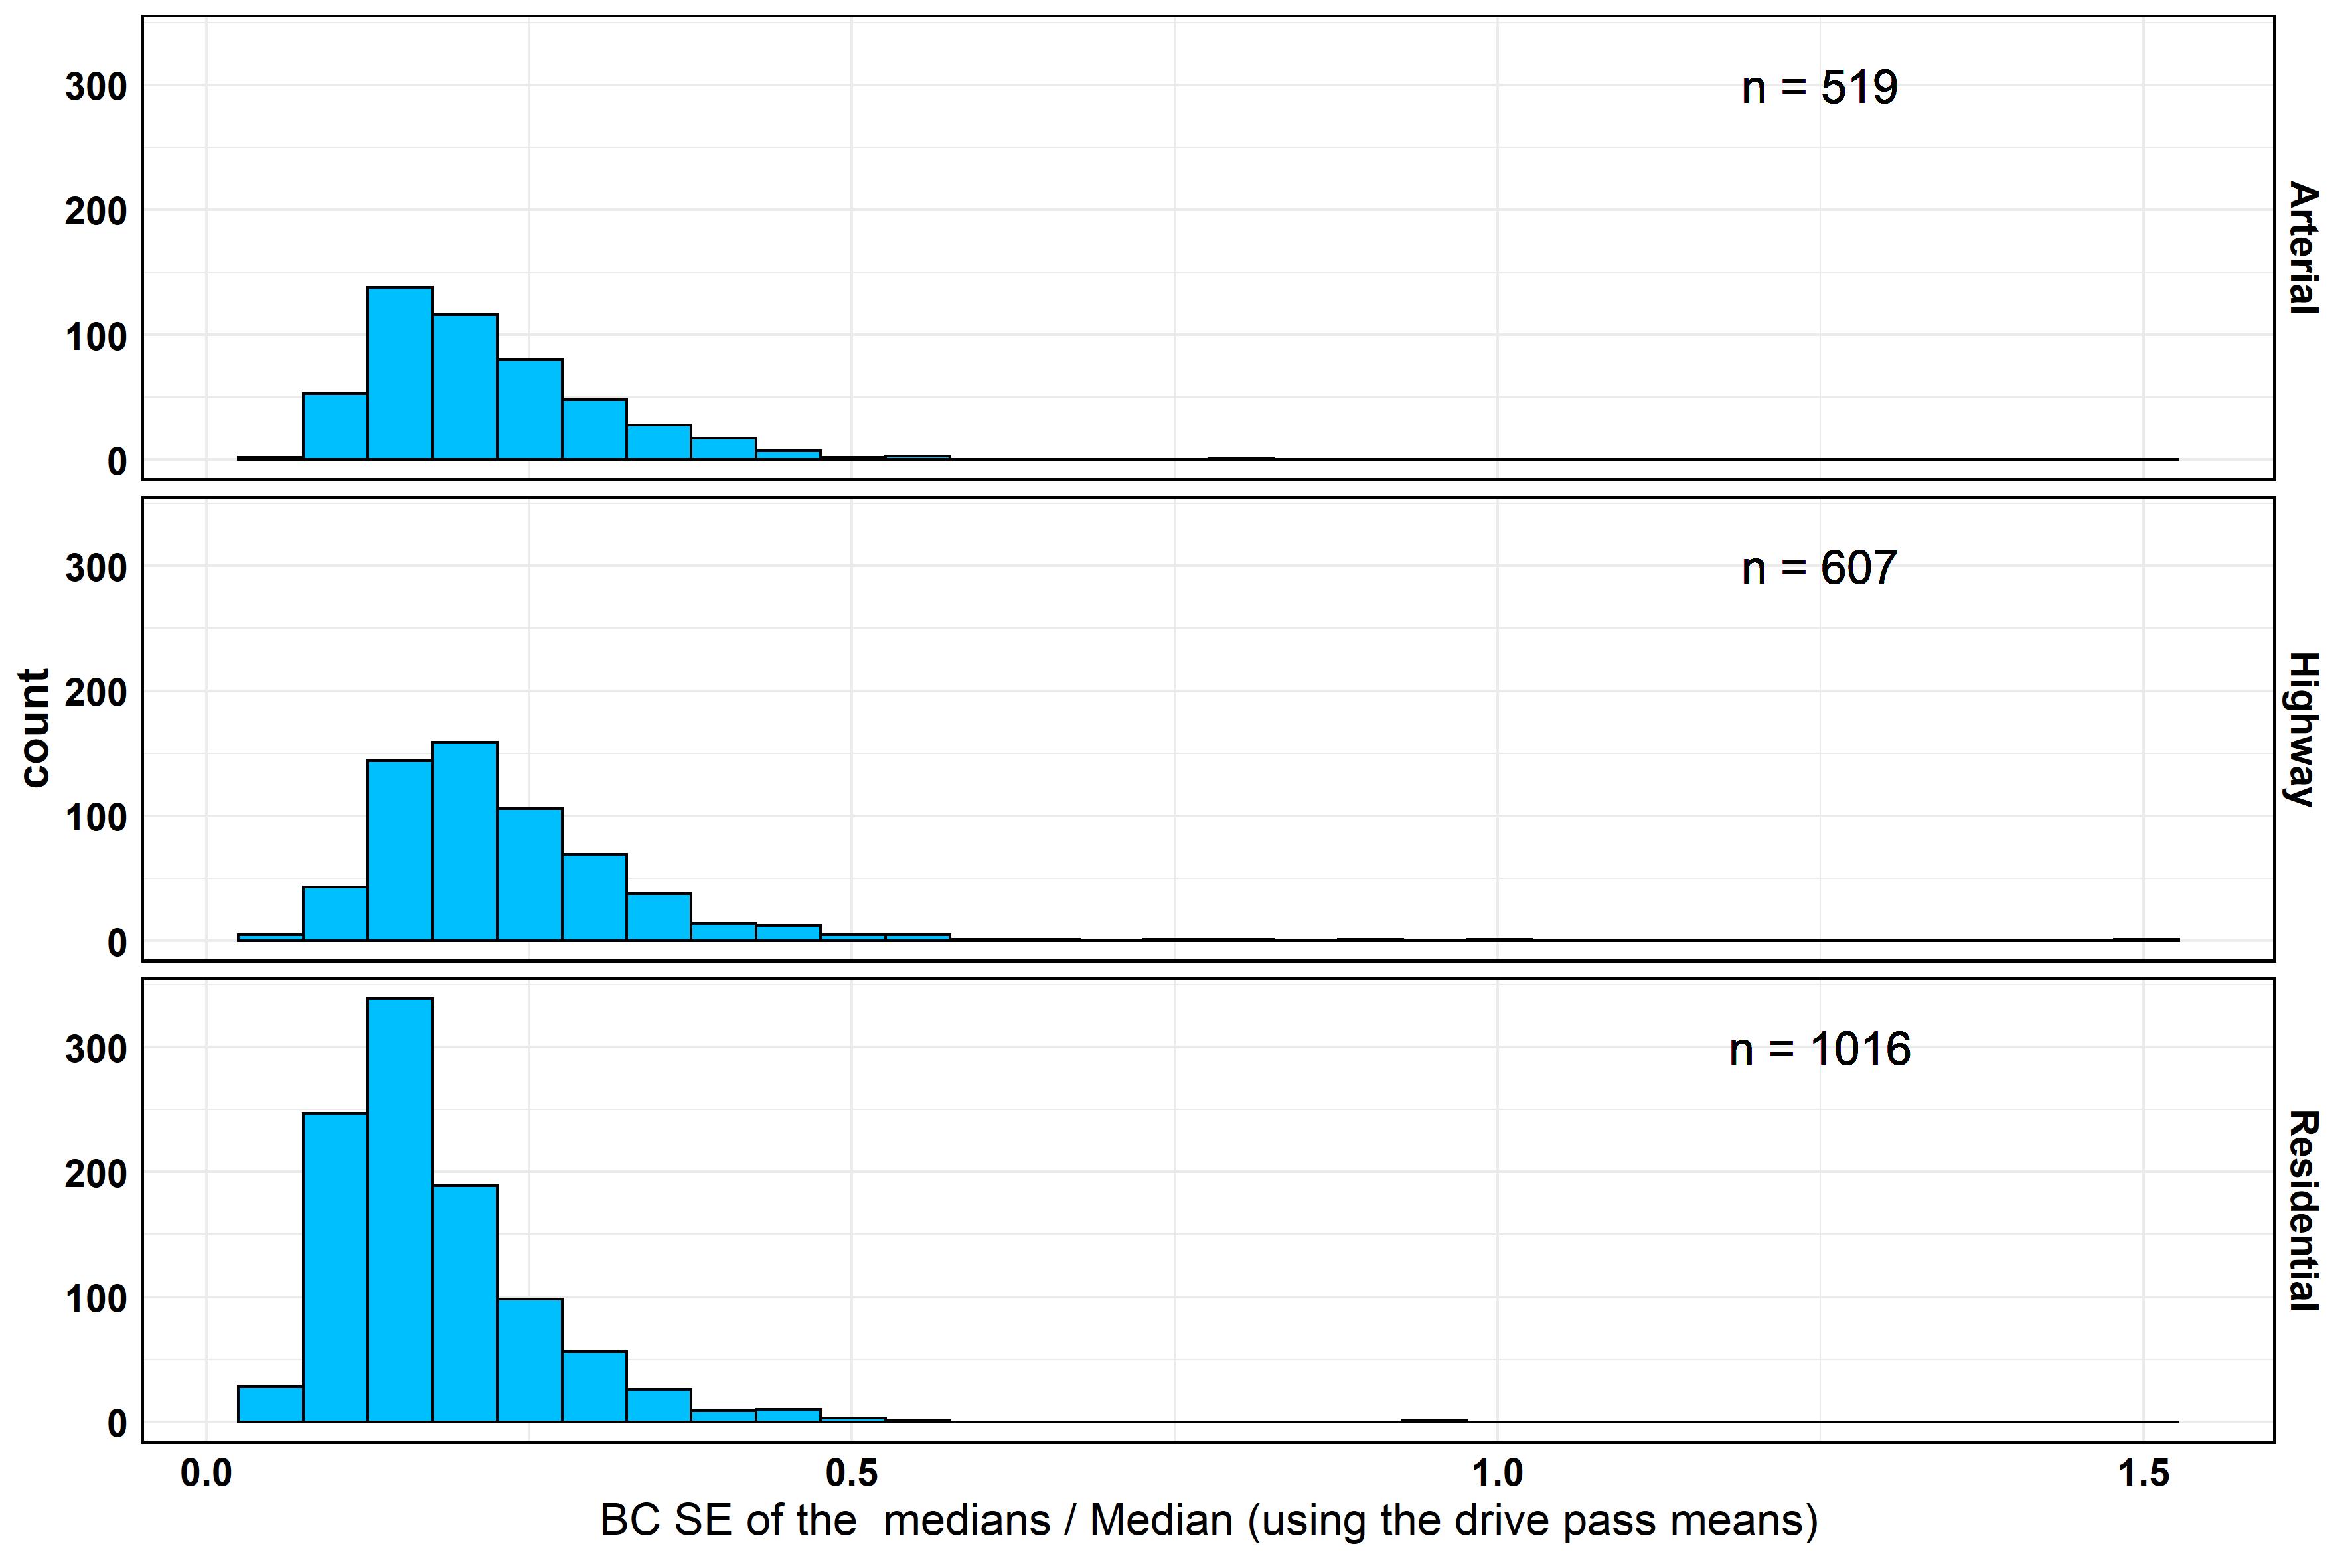 300
200
100
0
n = 519
Arterial
300
200
100
0
n = 607
Highway
count
300
200
100
0
n = 1016
Residential
0.0 0.5 1.0 1.5
BC SE of the  medians / Median (using the drive pass means)